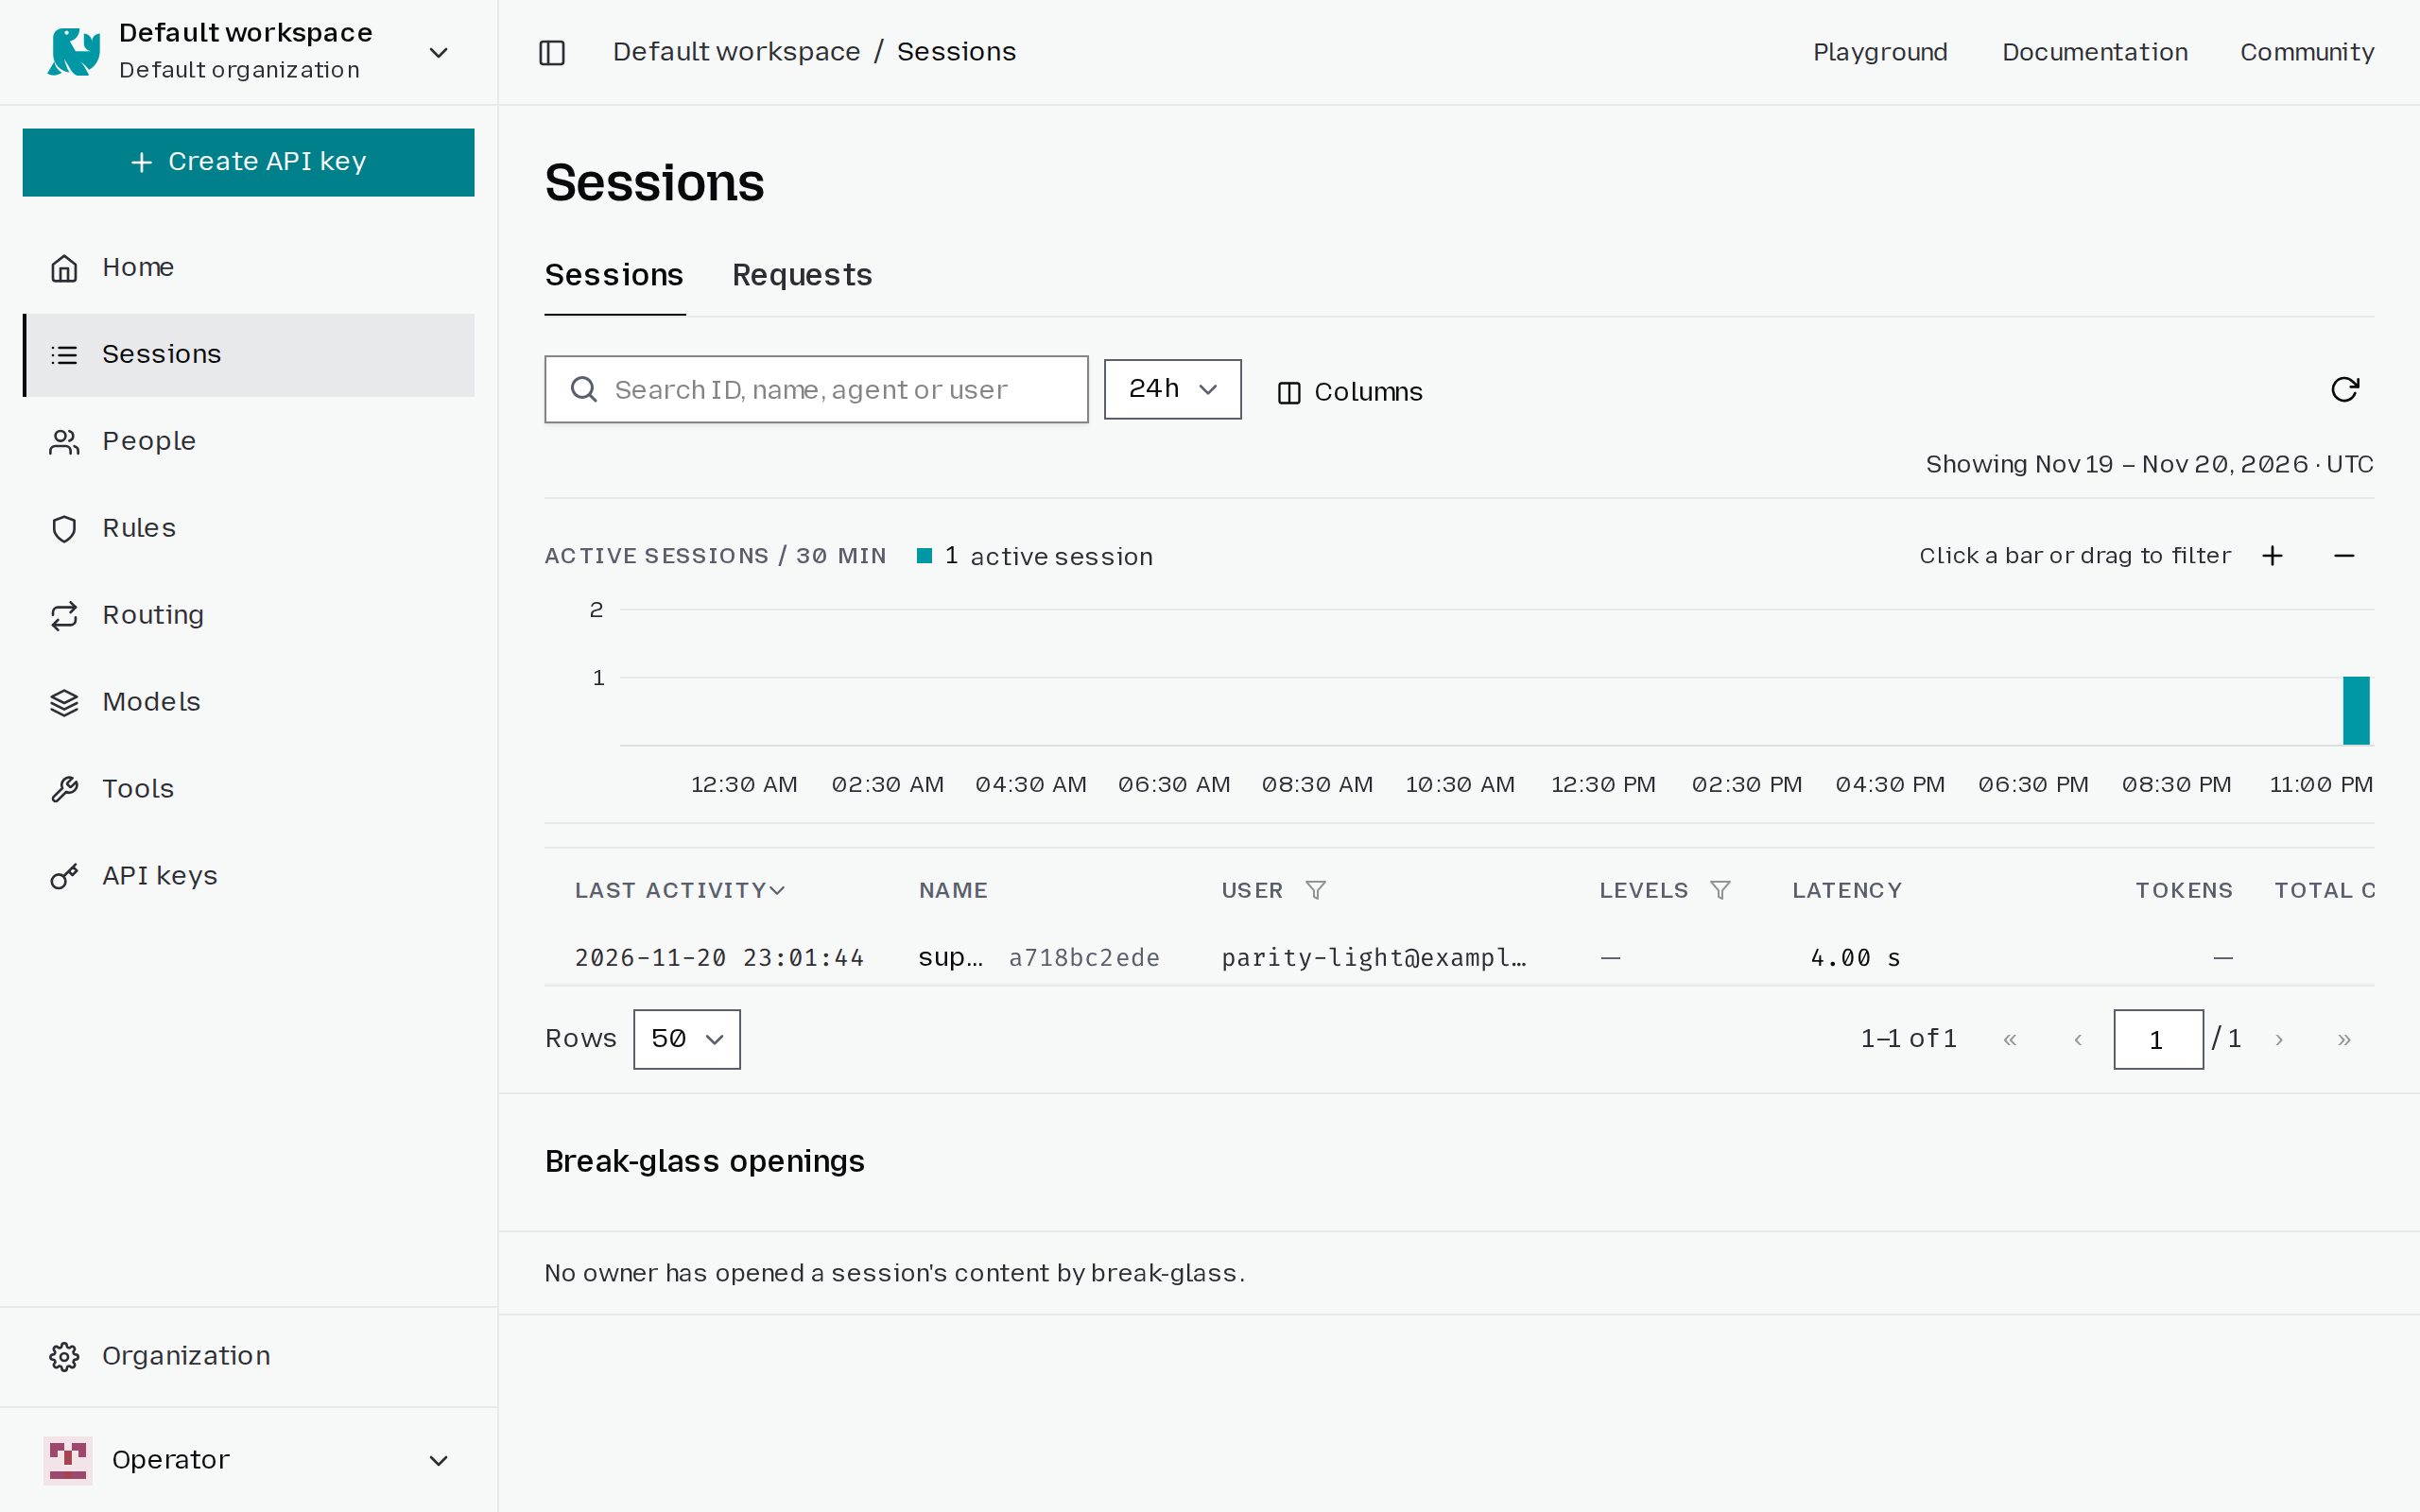 Default workspace
Default organization
Default workspace / Sessions
Playground
Documentation
Community
+ Create API key
Home
Sessions
People
Rules
Routing
Models
Tools
API keys
Organization
Operator
Sessions
Sessions
Requests
Search ID, name, agent or user
24h
Columns
Showing Nov 19 – Nov 20, 2026 · UTC
ACTIVE SESSIONS / 30 MIN
1 active session
Click a bar or drag to filter
2
1
12:30 AM 02:30 AM 04:30 AM 06:30 AM 08:30 AM 10:30 AM 12:30 PM 02:30 PM 04:30 PM 06:30 PM 08:30 PM 11:00 PM
LAST ACTIVITY NAME USER LEVELS LATENCY TOKENS TOTAL C
2026-11-20 23:01:44 sup... a718bc2ede parity-light@exampl... — 4.00 s —
Rows 50
1–1 of 1 « ‹ 1 / 1 › »
Break-glass openings
No owner has opened a session's content by break-glass.